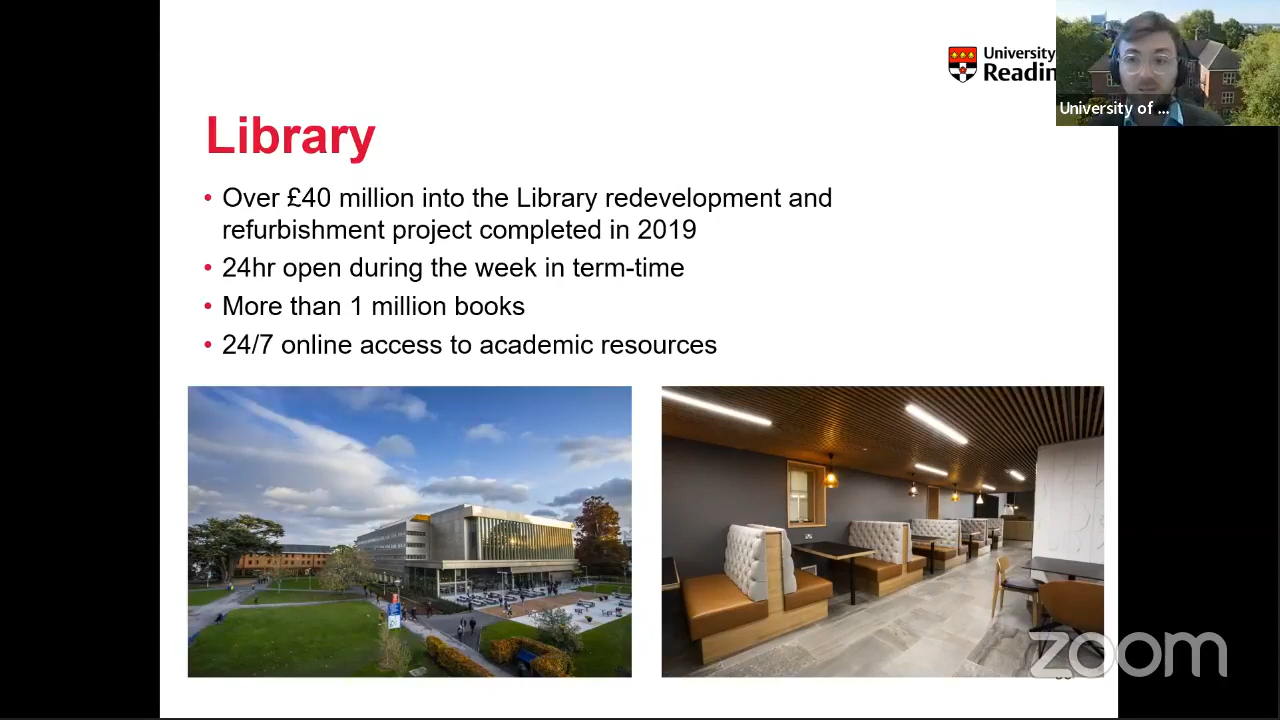 University
Readin
University of ...
Library
• Over £40 million into the Library redevelopment and
refurbishment project completed in 2019
• 24hr open during the week in term-time
• More than 1 million books
• 24/7 online access to academic resources
zoom